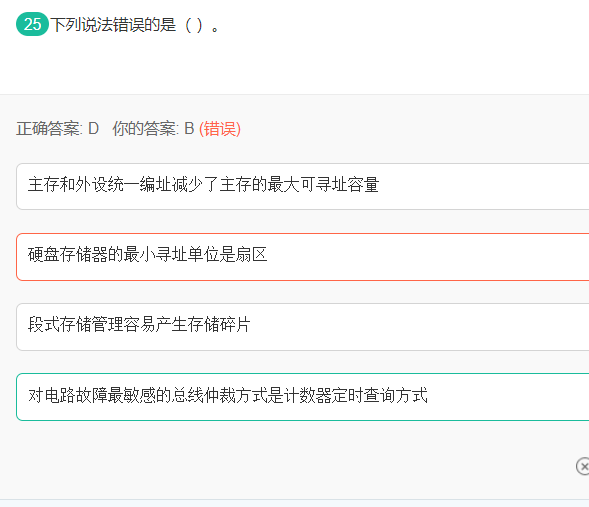 25 下列说法错误的是（ ）。
正确答案: D 你的答案: B (错误)
主存和外设统一编址减少了主存的最大可寻址容量
硬盘存储器的最小寻址单位是扇区
段式存储管理容易产生存储碎片
对电路故障最敏感的总线仲裁方式是计数器定时查询方式